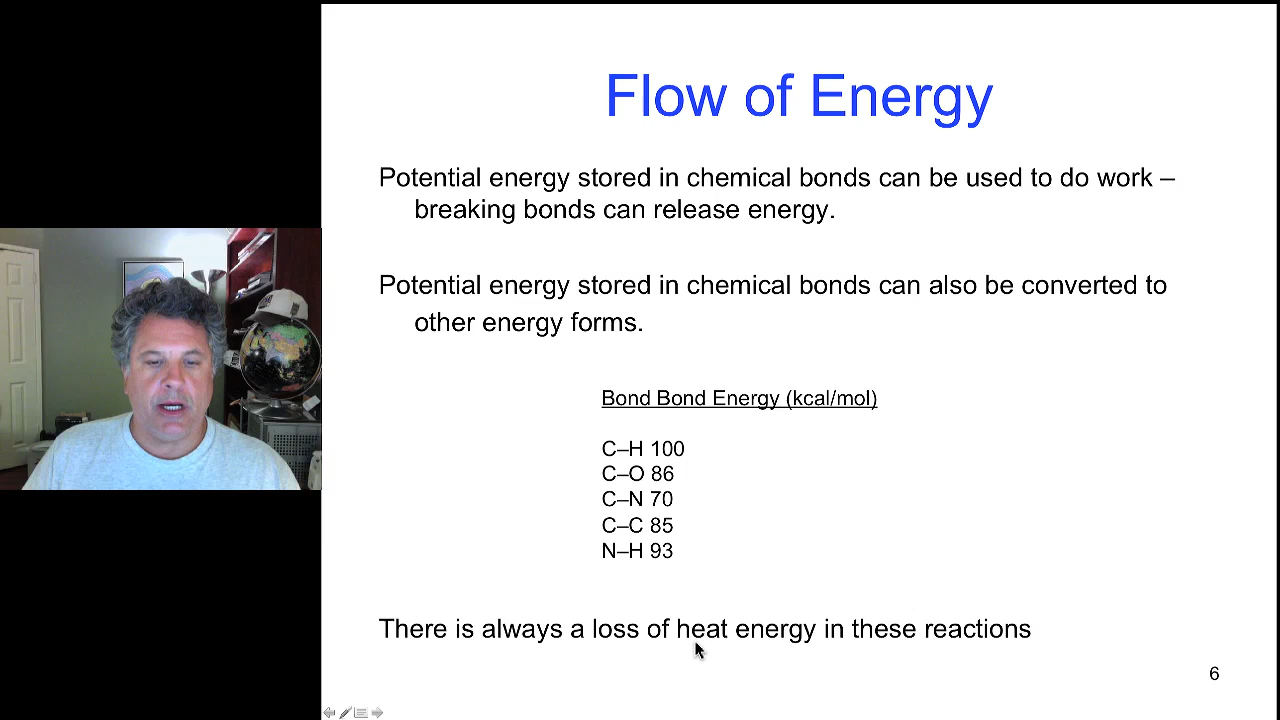 Flow of Energy
Potential energy stored in chemical bonds can be used to do work –
breaking bonds can release energy.
Potential energy stored in chemical bonds can also be converted to
other energy forms.
Bond Bond Energy (kcal/mol)
C–H 100
C–O 86
C–N 70
C–C 85
N–H 93
There is always a loss of heat energy in these reactions
6